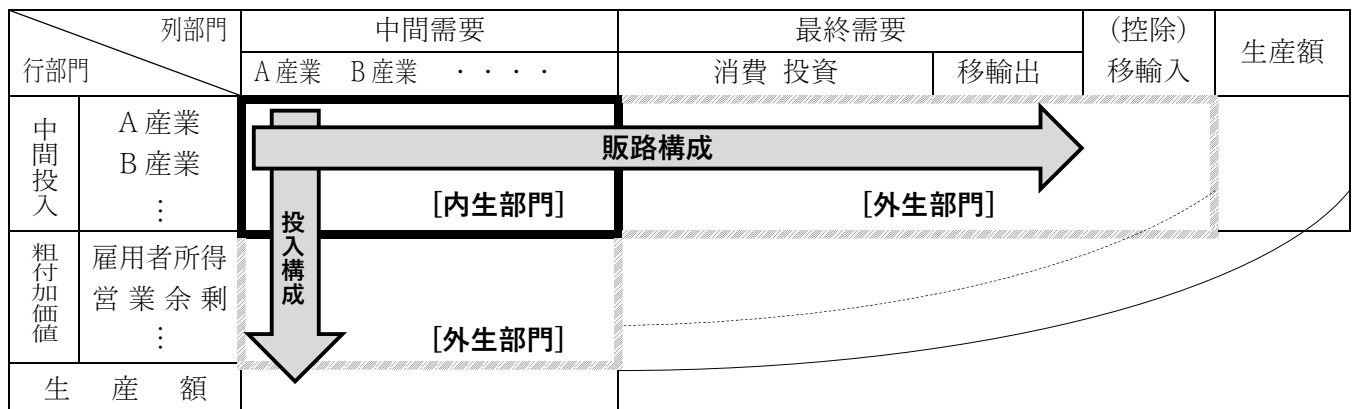 列部門
行部門
中間需要
最終需要
(控除)
移輸入
生産額
A産業 B産業 ・・・・
消費 投資
移輸出
中間投入
A産業
B産業
⋮
販路構成
投入構成
[内生部門]
[外生部門]
粗付加価値
雇用者所得
営業余剰
⋮
[外生部門]
生産額